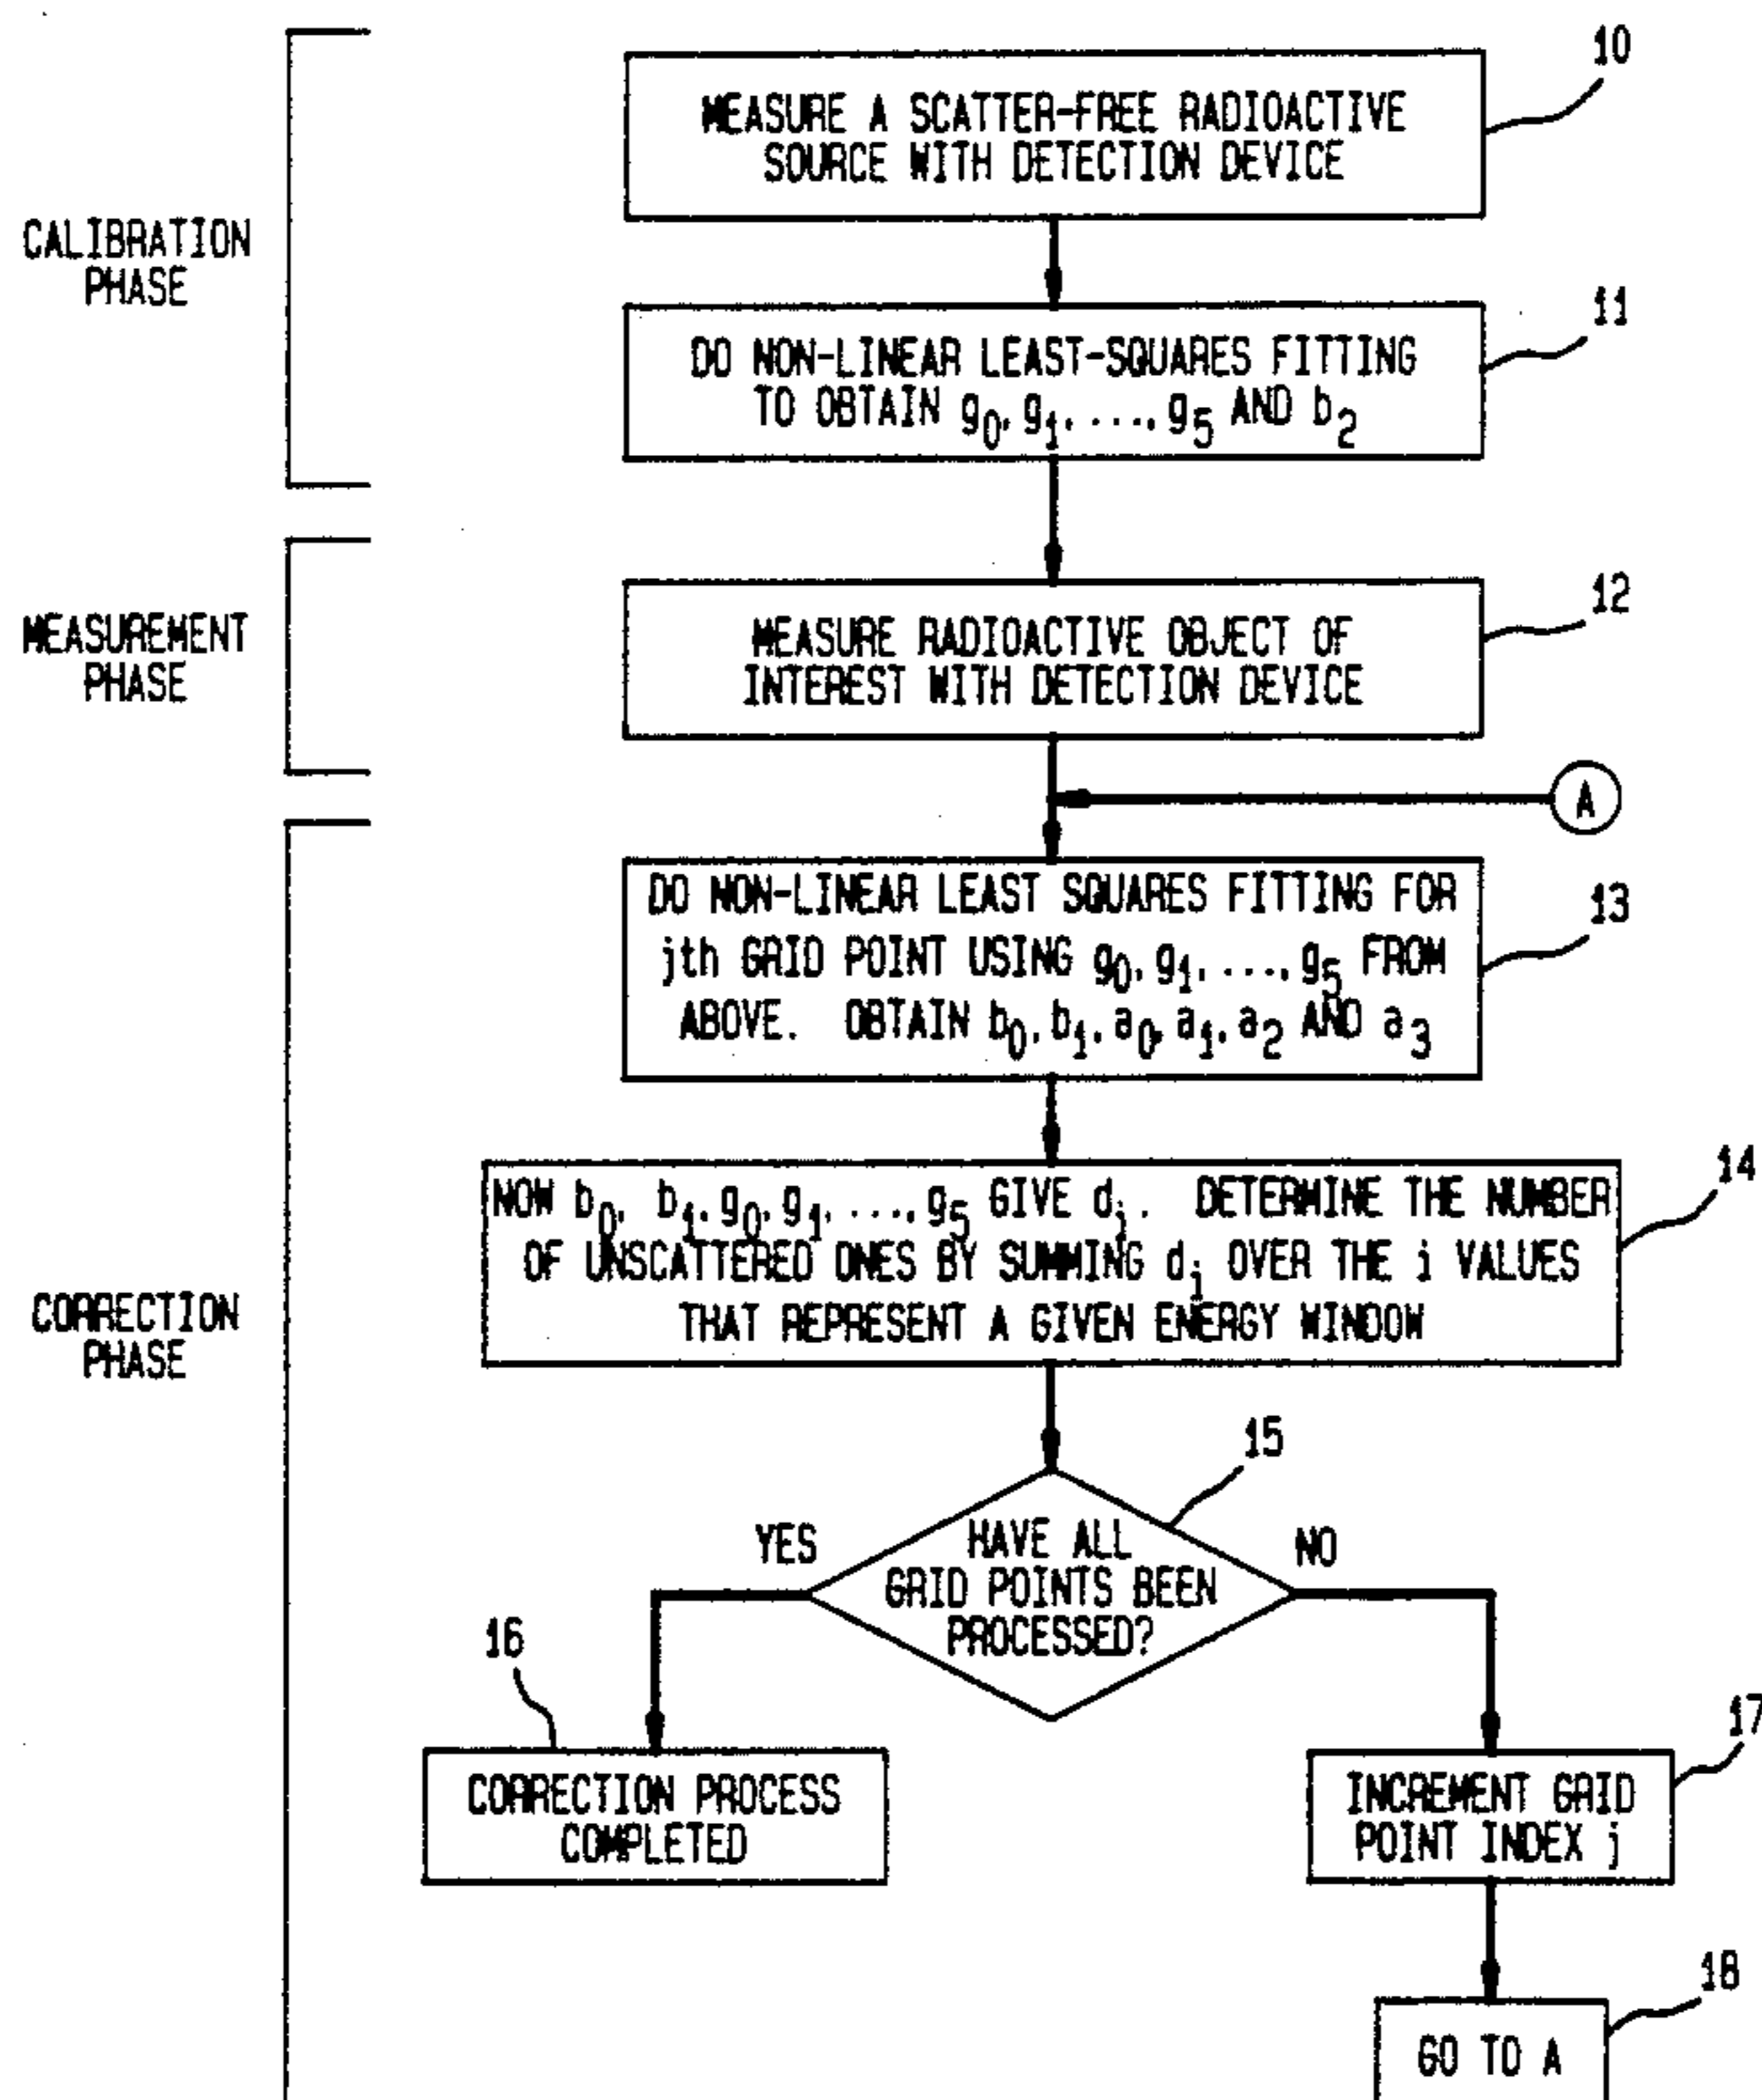 CALIBRATION
PHASE
10
MEASURE A SCATTER-FREE RADIOACTIVE
SOURCE WITH DETECTION DEVICE
11
DO NON-LINEAR LEAST-SQUARES FITTING
TO OBTAIN g0, g1, ..., g5 AND b2
MEASUREMENT
PHASE
12
MEASURE RADIOACTIVE OBJECT OF
INTEREST WITH DETECTION DEVICE
A
CORRECTION
PHASE
13
DO NON-LINEAR LEAST SQUARES FITTING FOR
jth GRID POINT USING g0, g1, ..., g5 FROM
ABOVE. OBTAIN b0, b1, a0, a1, a2 AND a3
14
NOW b0, b1, g0, g1, ..., g5 GIVE di. DETERMINE THE NUMBER
OF UNSCATTERED ONES BY SUMMING di OVER THE i VALUES
THAT REPRESENT A GIVEN ENERGY WINDOW
15
YES
HAVE ALL
GRID POINTS BEEN
PROCESSED?
NO
16
CORRECTION PROCESS
COMPLETED
17
INCREMENT GRID
POINT INDEX j
18
GO TO A